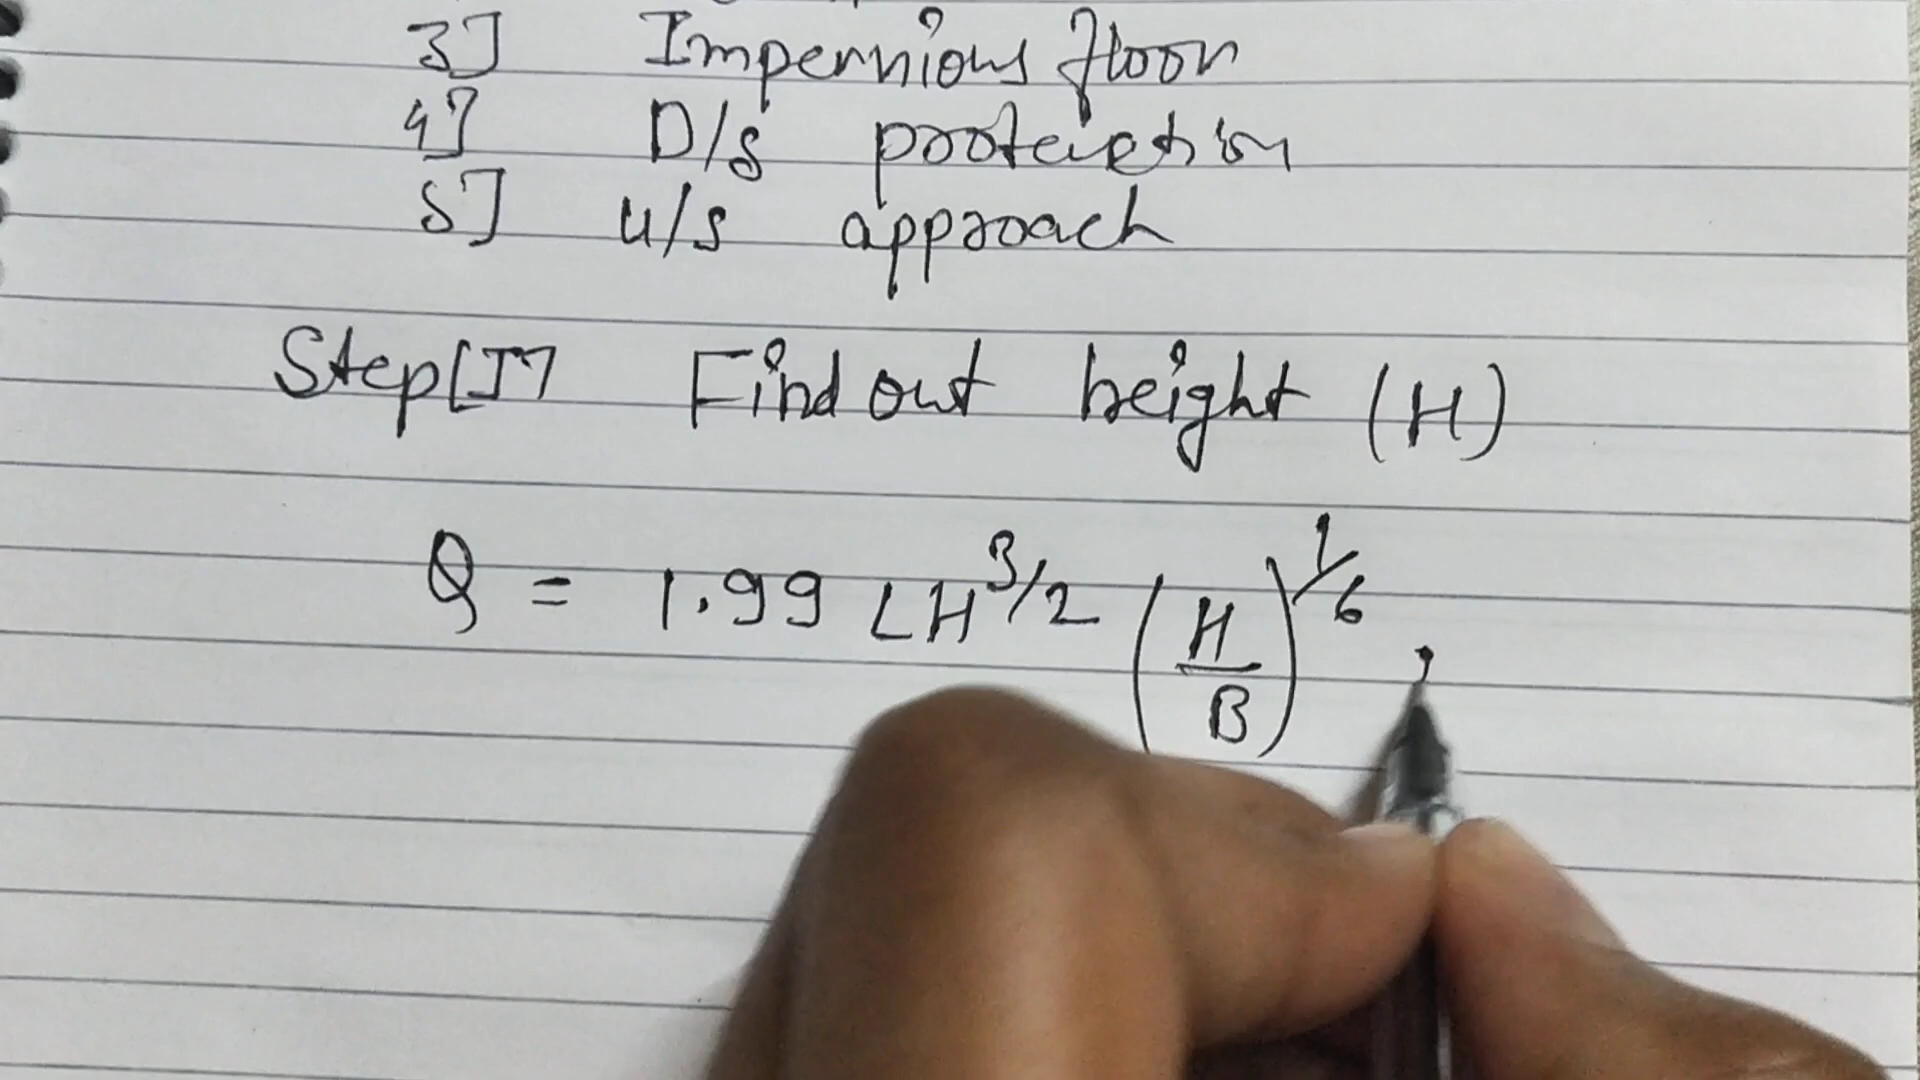 3] Impervious floor
4] D/s protection
5] u/s approach
Step[I] Find out height (H)
Q = 1.99 LH^3/2 (H/B)^1/6 ,